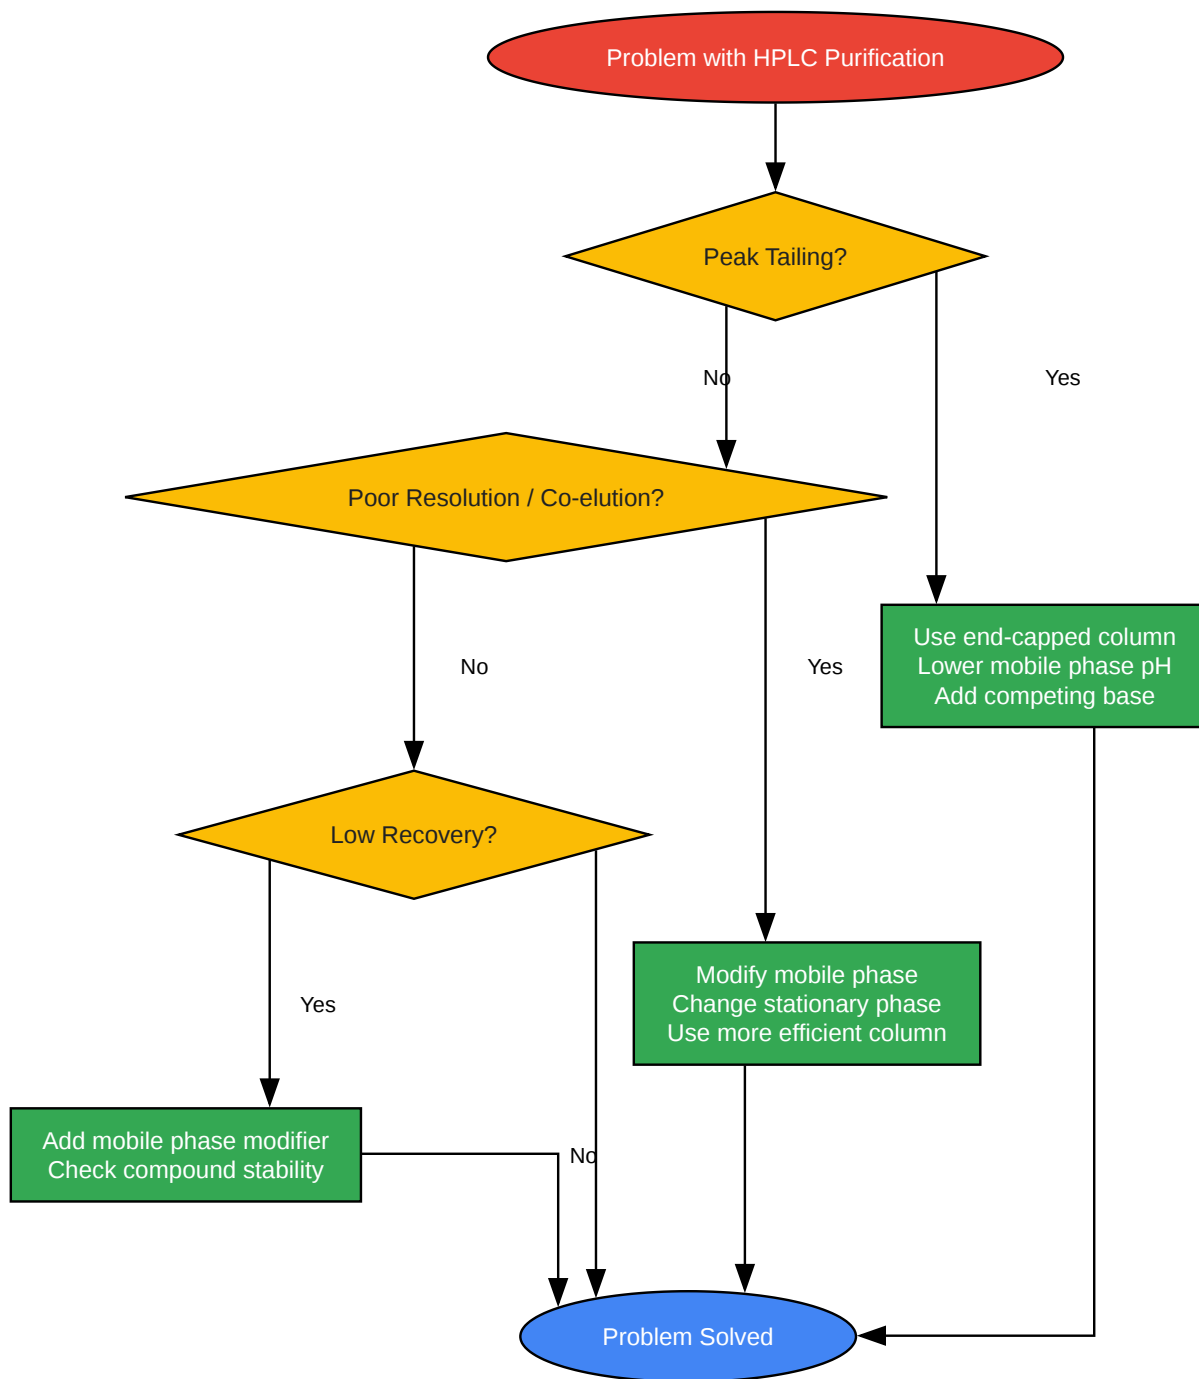 Problem with HPLC Purification
Peak Tailing?
No
Yes
Poor Resolution / Co-elution?
Use end-capped column
Lower mobile phase pH
Add competing base
No
Yes
Low Recovery?
Modify mobile phase
Change stationary phase
Use more efficient column
Yes
Add mobile phase modifier
Check compound stability
No
Problem Solved